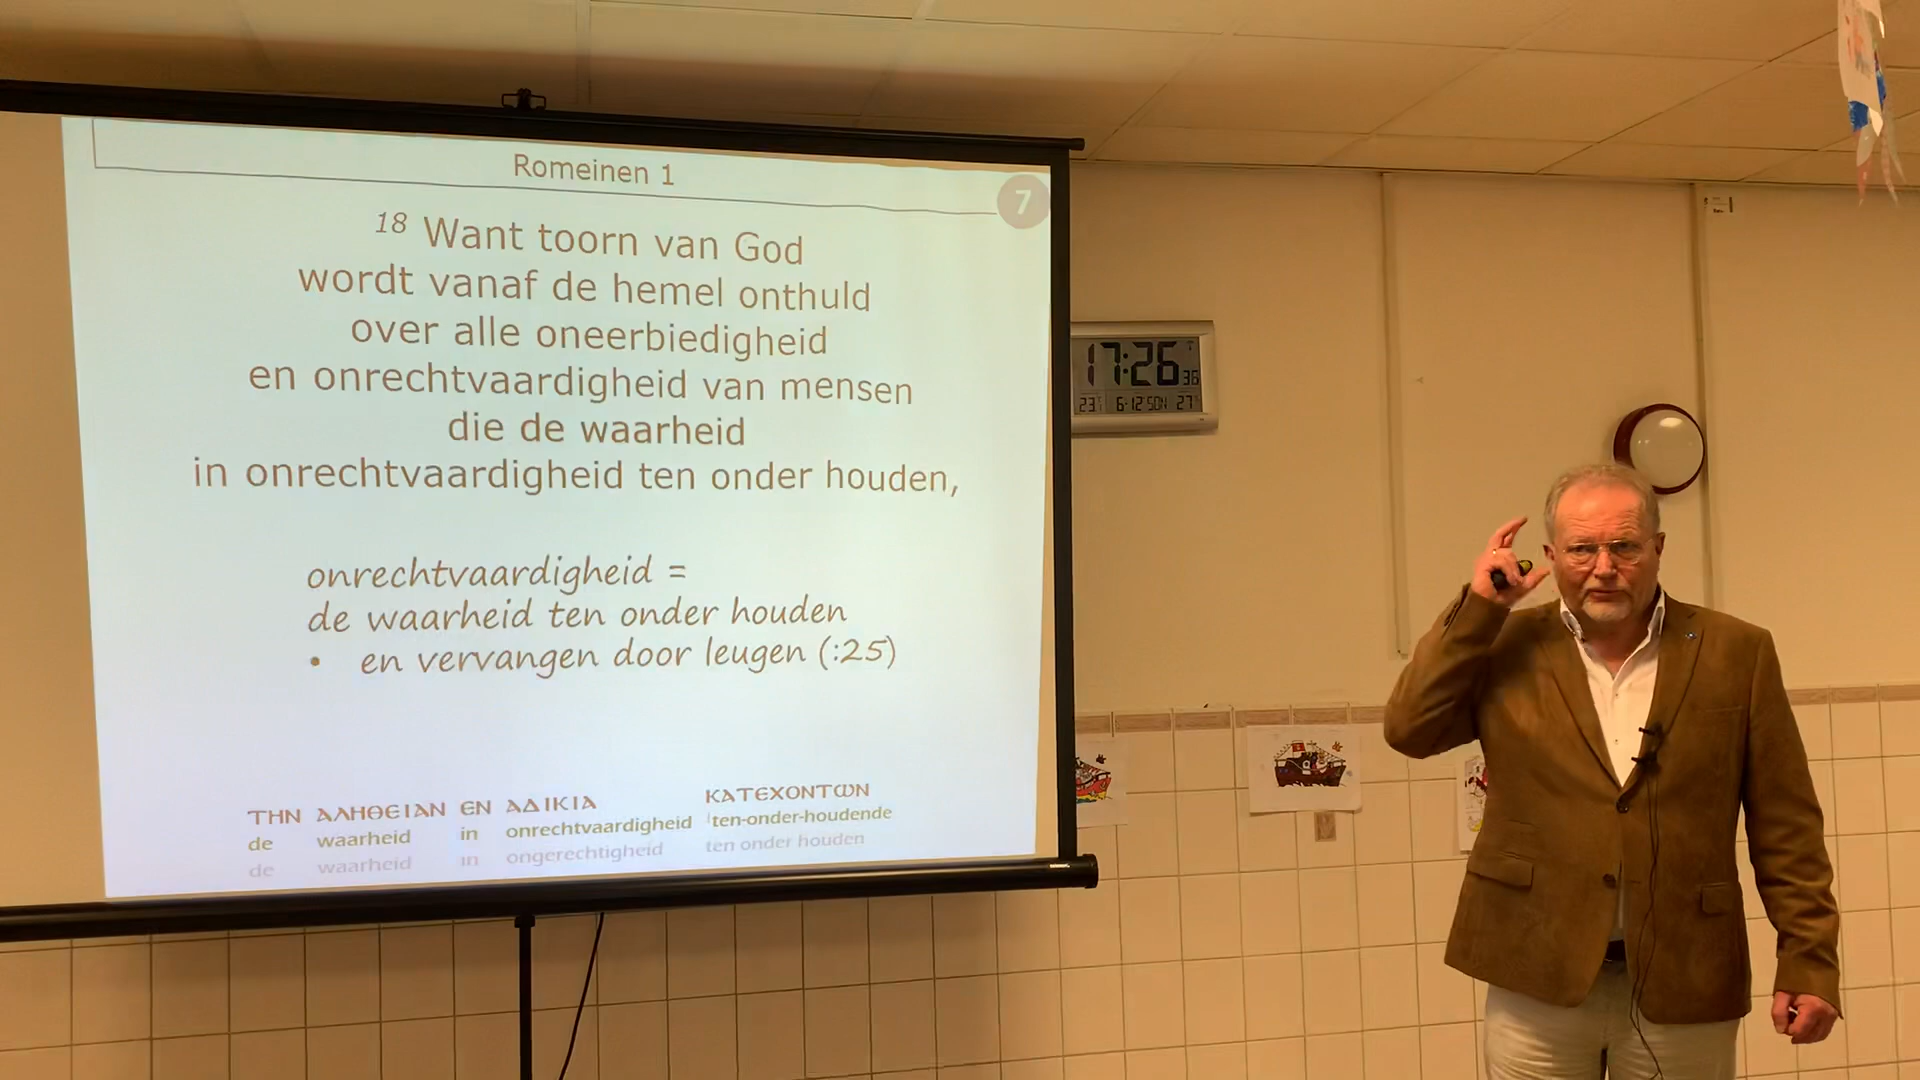 Romeinen 1
7
18 Want toorn van God
wordt vanaf de hemel onthuld
over alle oneerbiedigheid
en onrechtvaardigheid van mensen
die de waarheid
in onrechtvaardigheid ten onder houden,
onrechtvaardigheid =
de waarheid ten onder houden
• en vervangen door leugen (:25)
ΤΗΝ ΑΛΗΘΕΙΑΝ ΕΝ ΑΔΙΚΙΑ ΚΑΤΕΧΟΝΤΩΝ
de waarheid in onrechtvaardigheid ten-onder-houdende
de waarheid in ongerechtigheid ten onder houden
17:26 36
23 6-12 SON 27